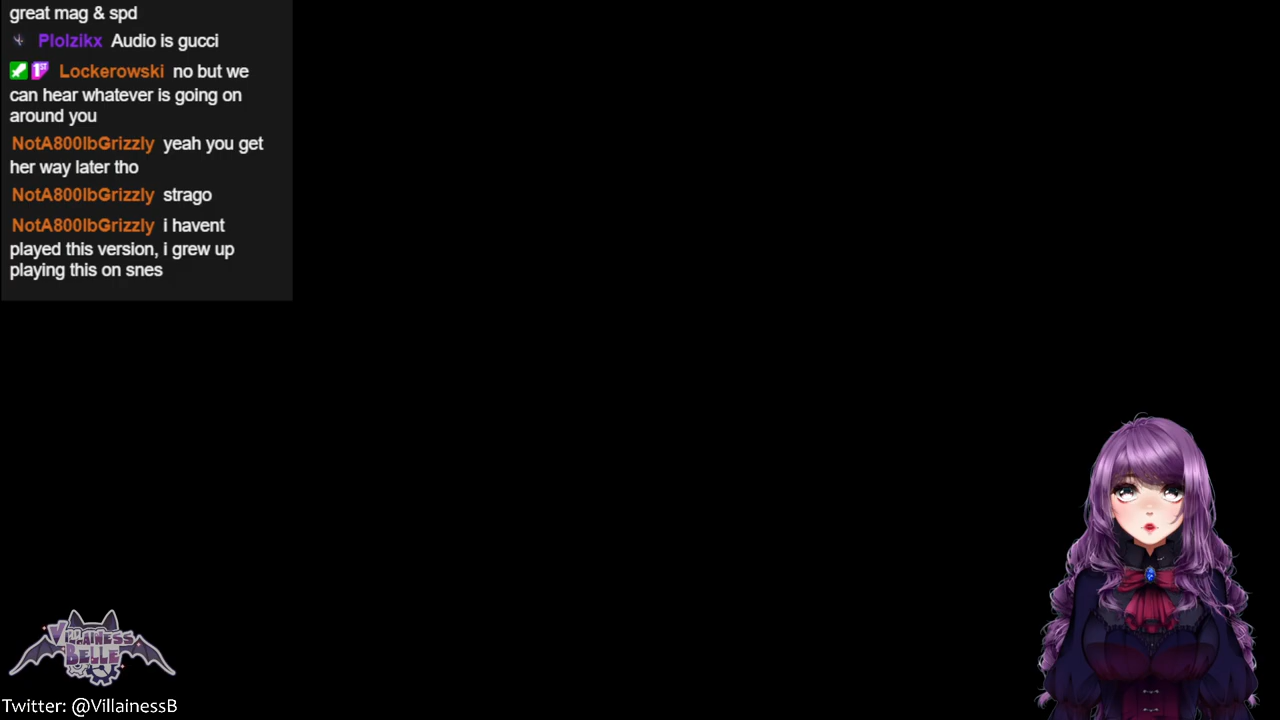 great mag & spd
Plolzikx Audio is gucci
Lockerowski no but we
can hear whatever is going on
around you
NotA800lbGrizzly yeah you get
her way later tho
NotA800lbGrizzly strago
NotA800lbGrizzly i havent
played this version, i grew up
playing this on snes
VILLAINESS
BELLE
Twitter: @VillainessB